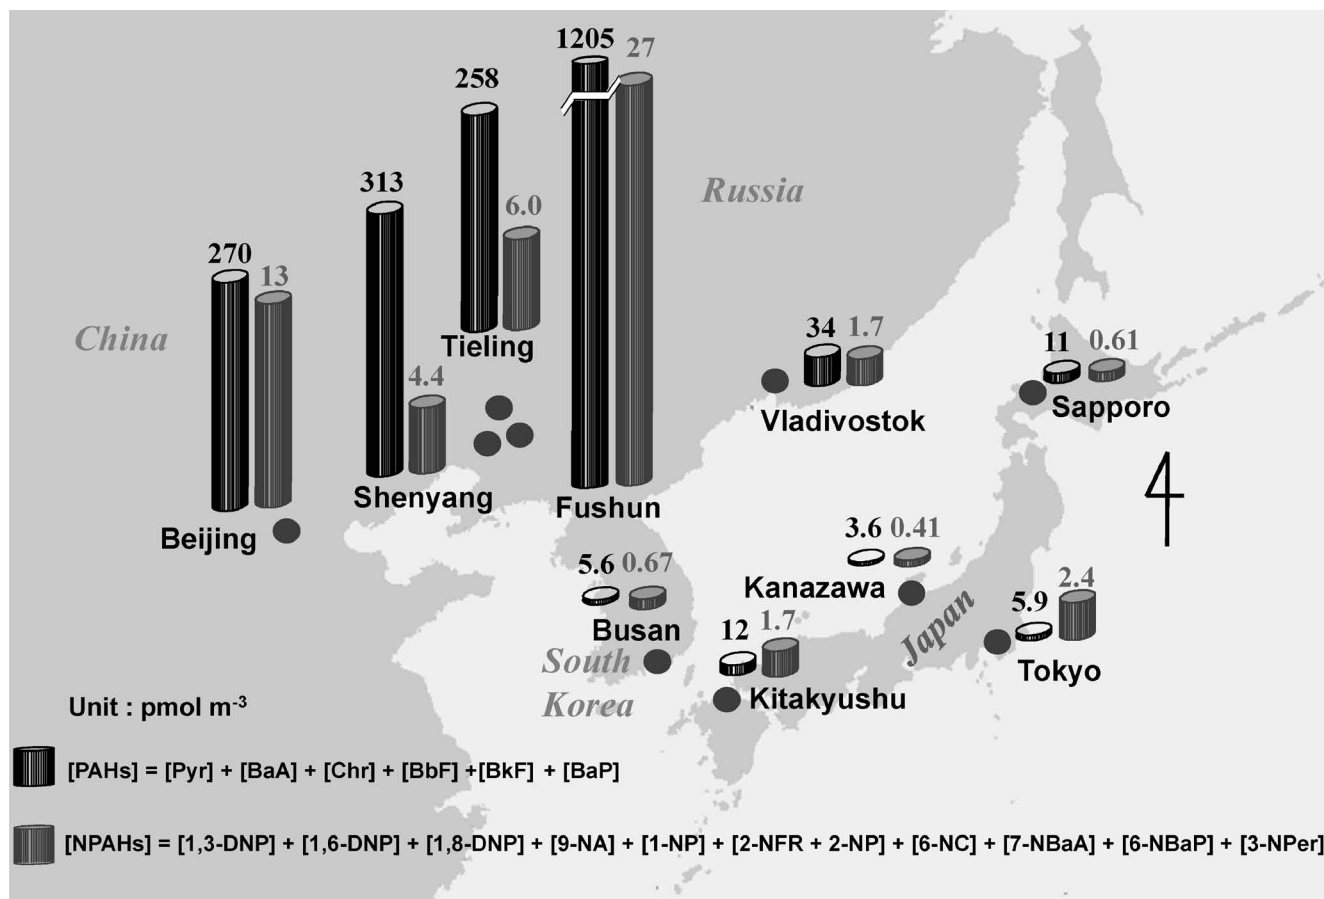 1205
27
258
Russia
313
6.0
270
13
China
Tieling
34
1.7
11
0.61
4.4
Vladivostok
Sapporo
Shenyang
Fushun
Beijing
3.6
0.41
5.6
0.67
Kanazawa
2.4
5.9
Busan
12
1.7
Japan
South
Korea
Tokyo
Kitakyushu
Unit : pmol m-3
[PAHs] = [Pyr] + [BaA] + [Chr] + [BbF] +[BkF] + [BaP]
[NPAHs] = [1,3-DNP] + [1,6-DNP] + [1,8-DNP] + [9-NA] + [1-NP] + [2-NFR + 2-NP] + [6-NC] + [7-NBaA] + [6-NBaP] + [3-NPer]